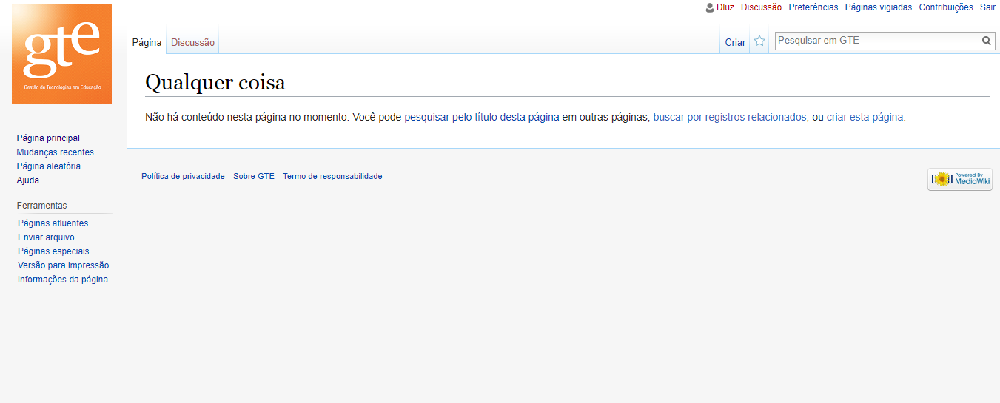 gte
Gestão de Tecnologias em Educação
Dluz Discussão Preferências Páginas vigiadas Contribuições Sair
Página Discussão Criar Pesquisar em GTE
Qualquer coisa
Não há conteúdo nesta página no momento. Você pode pesquisar pelo título desta página em outras páginas, buscar por registros relacionados, ou criar esta página.
Página principal
Mudanças recentes
Página aleatória
Ajuda
Ferramentas
Páginas afluentes
Enviar arquivo
Páginas especiais
Versão para impressão
Informações da página
Política de privacidade Sobre GTE Termo de responsabilidade
Powered By
MediaWiki